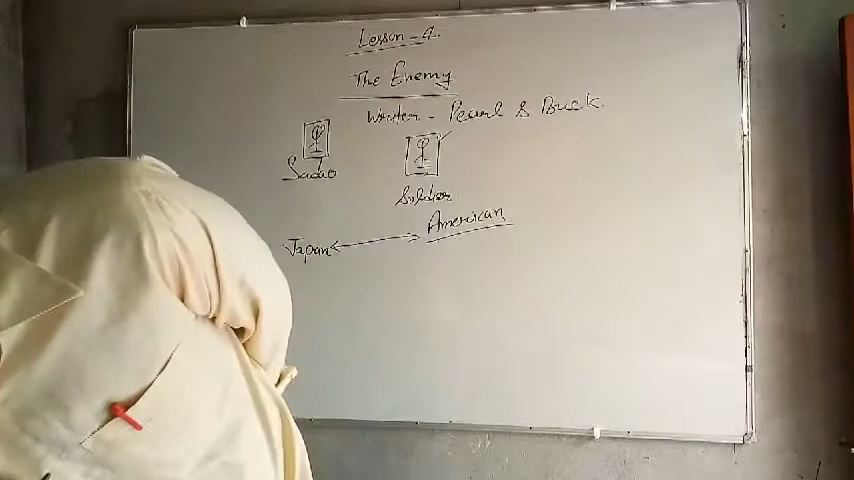 Lesson - 4.
The Enemy
Writer - Pearl S Buck.
Sadao
Soldier
American
Japan